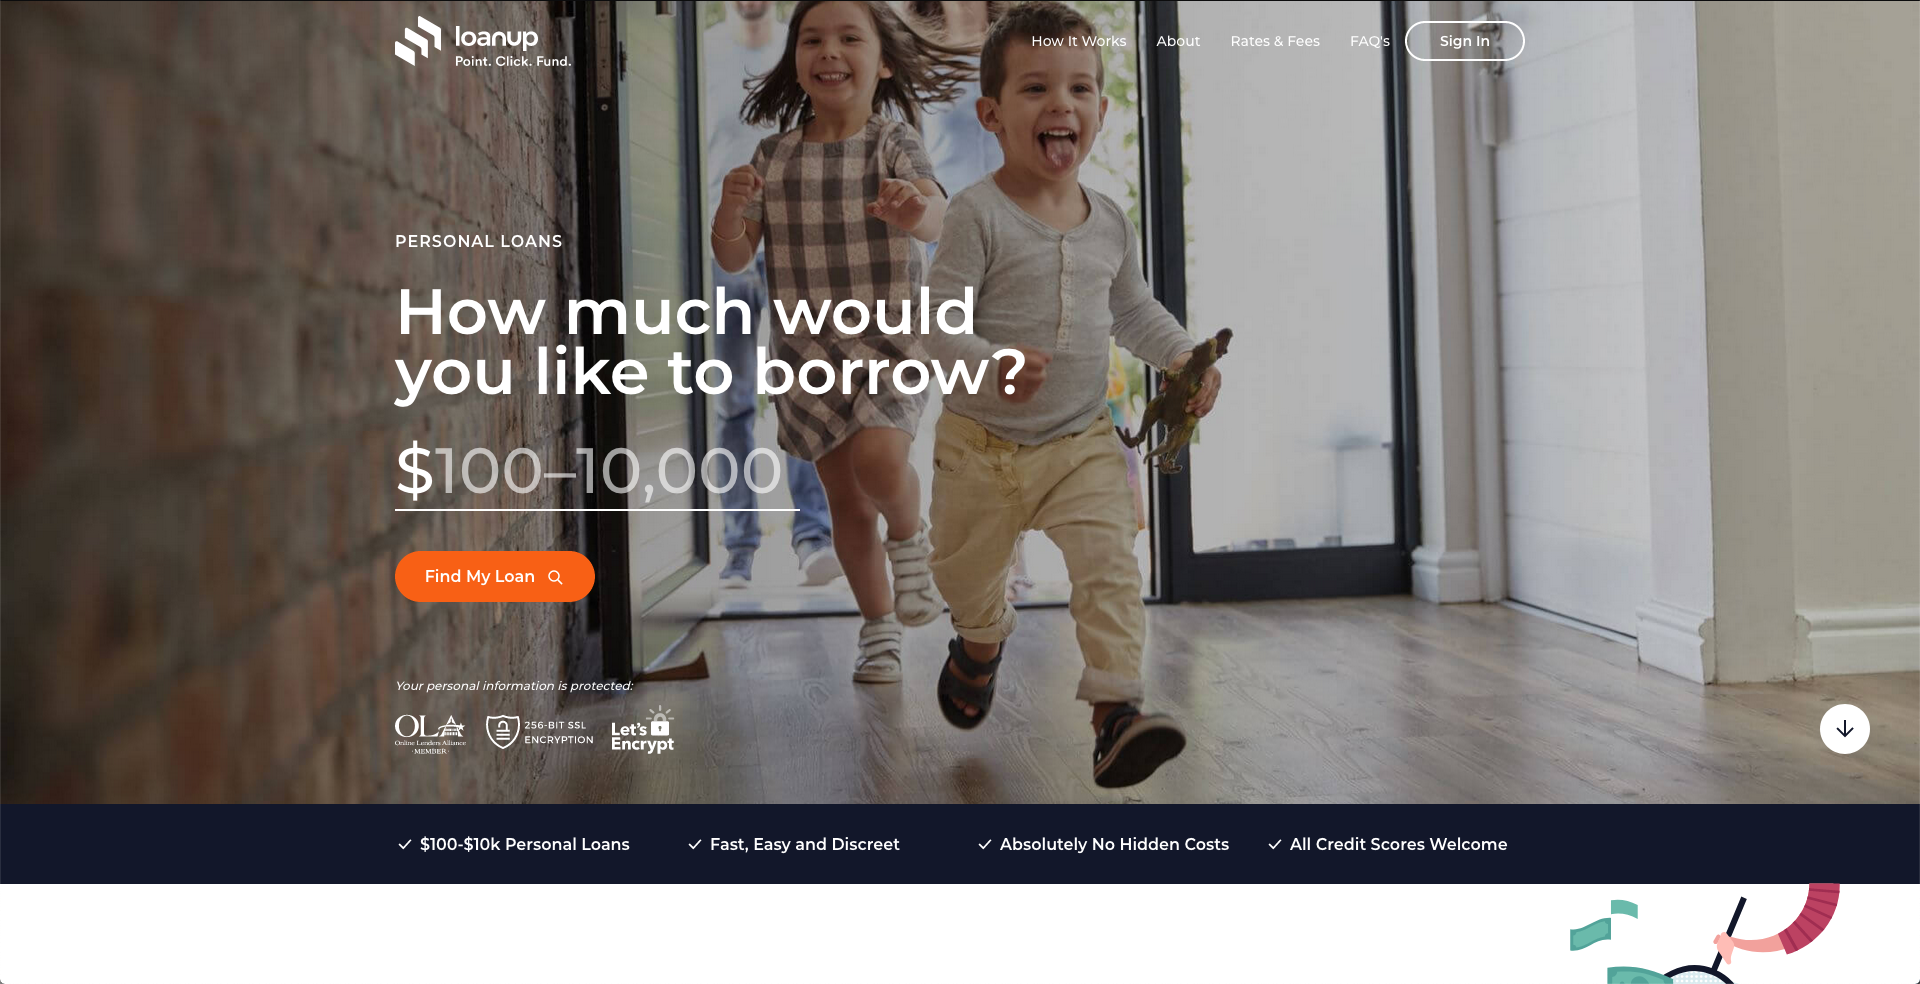 loanup
Point. Click. Fund.
How It Works
About
Rates & Fees
FAQ's
Sign In
PERSONAL LOANS
How much would
you like to borrow?
$100–10,000
Find My Loan
Your personal information is protected:
OLA
Online Lenders Alliance
·MEMBER·
256-BIT SSL
ENCRYPTION
Let's
Encrypt
$100-$10k Personal Loans
Fast, Easy and Discreet
Absolutely No Hidden Costs
All Credit Scores Welcome